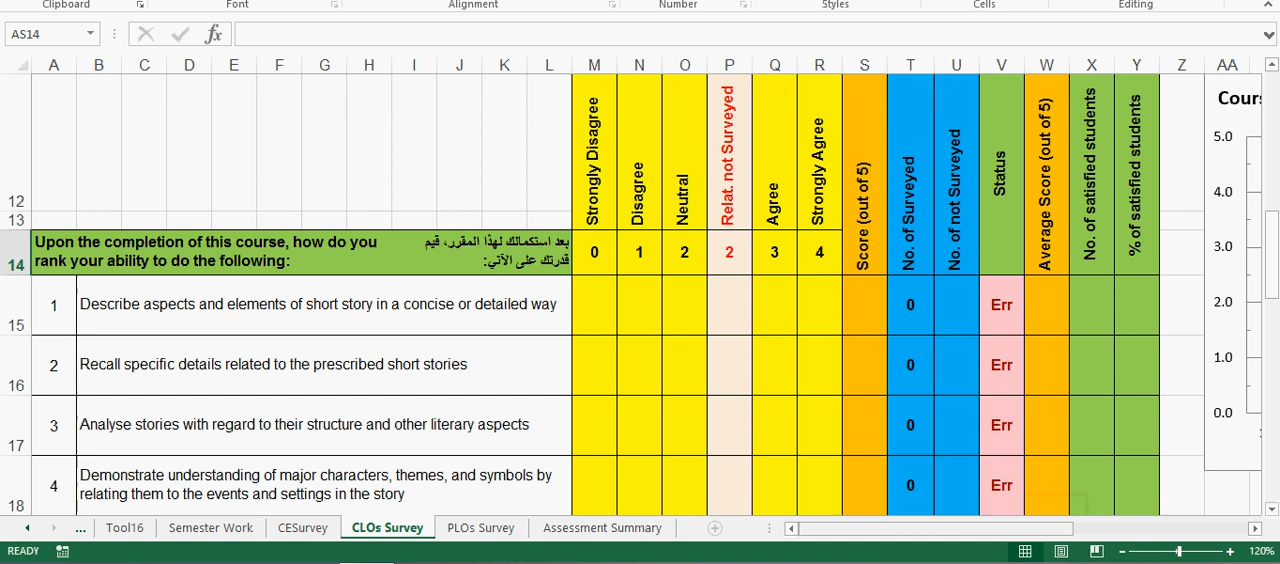 Clipboard Font Alignment Number Styles Cells Editing
AS14 fx
A B C D E F G H I J K L M N O P Q R S T U V W X Y Z AA
12
Strongly Disagree
Disagree
Neutral
Relat. not Surveyed
Agree
Strongly Agree
Score (out of 5)
No. of Surveyed
No. of not Surveyed
Status
Average Score (out of 5)
No. of satisfied students
% of satisfied students
13
14
Upon the completion of this course, how do you
rank your ability to do the following:
بعد استكمالك لهذا المقرر، قيم
قدرتك على الآتي:
0 1 2 2 3 4
15 1 Describe aspects and elements of short story in a concise or detailed way 0 Err
16 2 Recall specific details related to the prescribed short stories 0 Err
17 3 Analyse stories with regard to their structure and other literary aspects 0 Err
18 4 Demonstrate understanding of major characters, themes, and symbols by
relating them to the events and settings in the story 0 Err
5.0
4.0
3.0
2.0
1.0
0.0
... Tool16 Semester Work CESurvey CLOs Survey PLOs Survey Assessment Summary
READY 120%